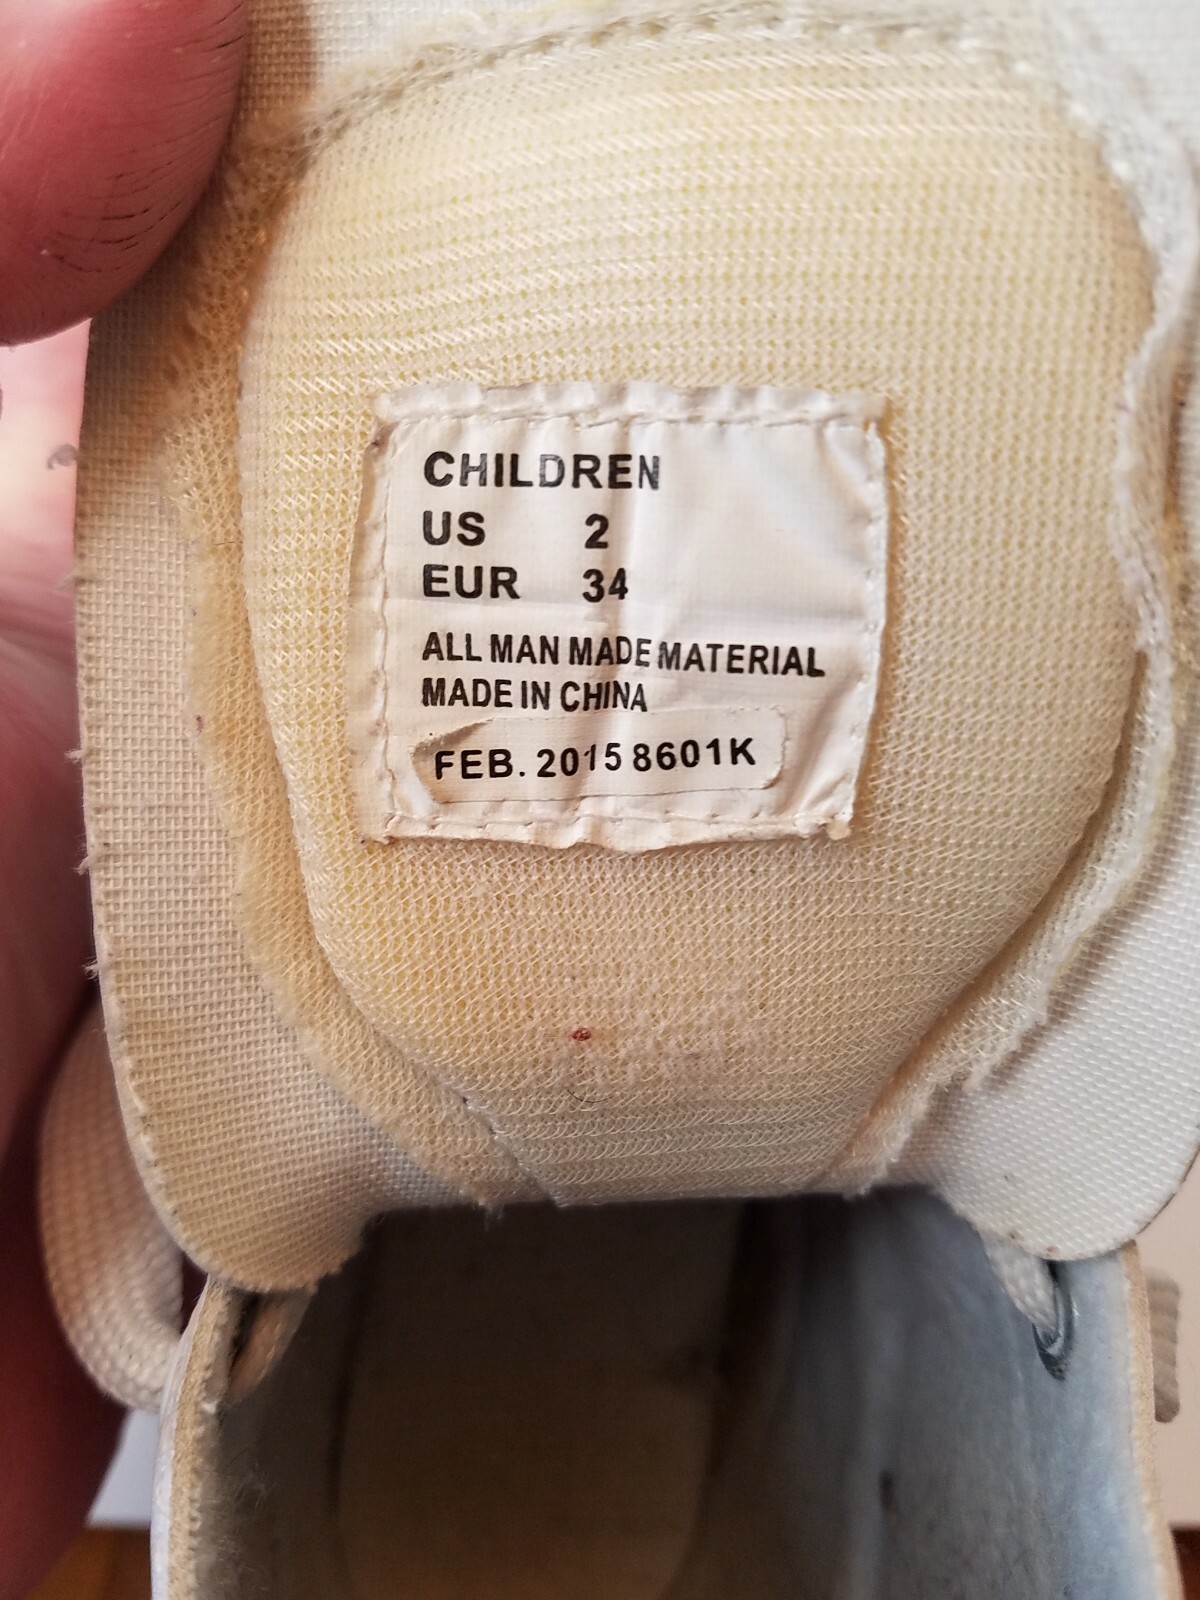 CHILDREN
US 2
EUR 34
ALL MAN MADE MATERIAL
MADE IN CHINA
FEB. 2015 8601K